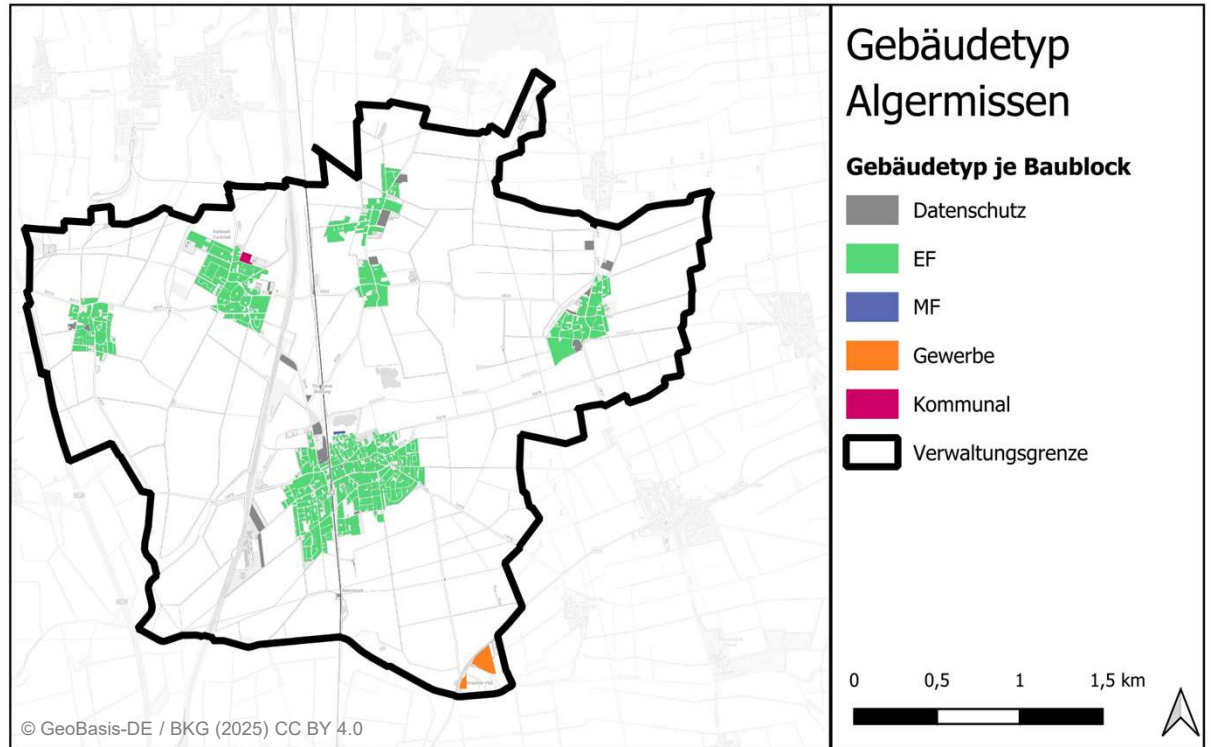 Gebäudetyp
Algermissen
Gebäudetyp je Baublock
Datenschutz
EF
MF
Gewerbe
Kommunal
Verwaltungsgrenze
0 0,5 1 1,5 km
© GeoBasis-DE / BKG (2025) CC BY 4.0